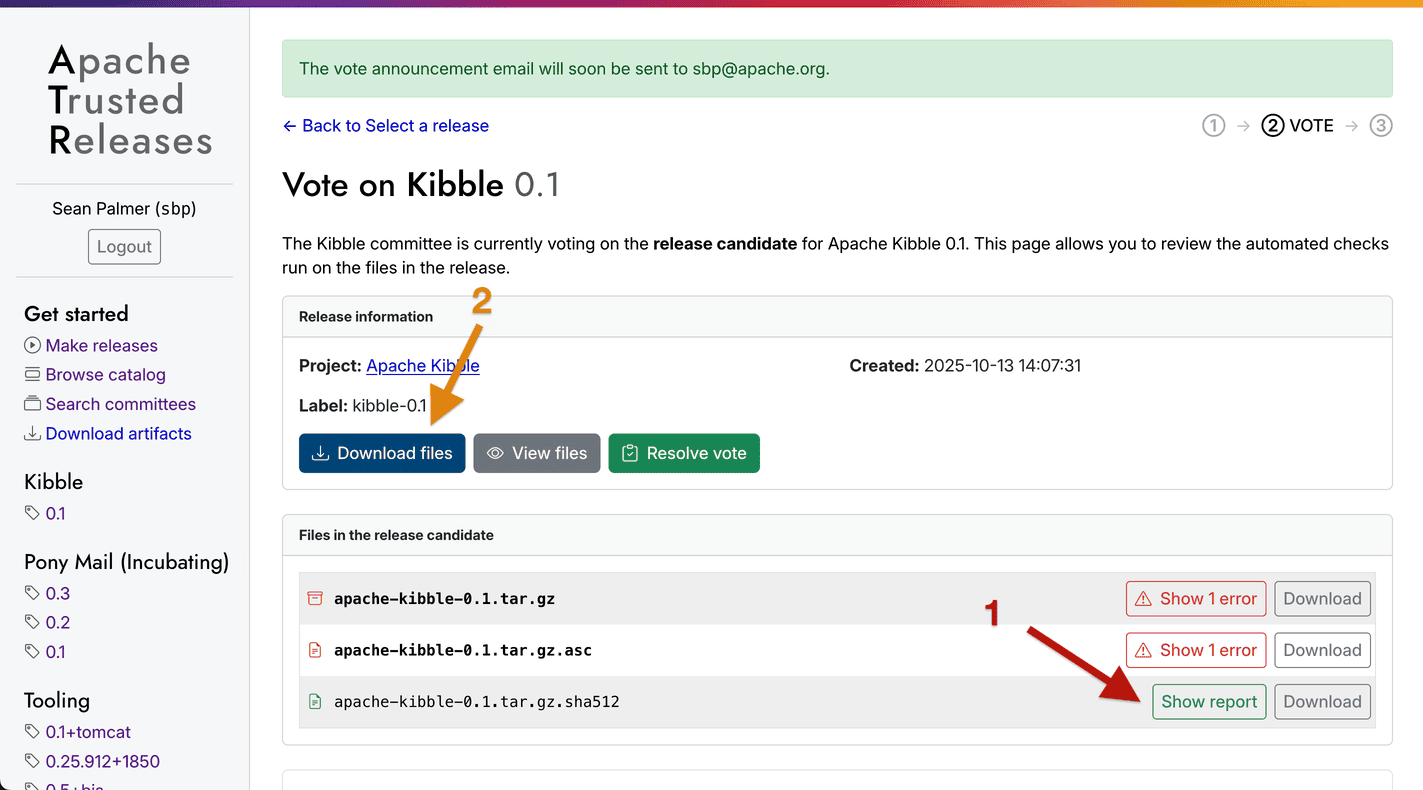 Apache
Trusted
Releases
Sean Palmer (sbp)
Logout
Get started
Make releases
Browse catalog
Search committees
Download artifacts
Kibble
0.1
Pony Mail (Incubating)
0.3
0.2
0.1
Tooling
0.1+tomcat
0.25.912+1850
The vote announcement email will soon be sent to sbp@apache.org.
← Back to Select a release
1 → 2 VOTE → 3
Vote on Kibble 0.1
The Kibble committee is currently voting on the release candidate for Apache Kibble 0.1. This page allows you to review the automated checks
run on the files in the release.
2
Release information
Project: Apache Kibble
Created: 2025-10-13 14:07:31
Label: kibble-0.1
Download files
View files
Resolve vote
Files in the release candidate
apache-kibble-0.1.tar.gz
Show 1 error
Download
1
apache-kibble-0.1.tar.gz.asc
Show 1 error
Download
apache-kibble-0.1.tar.gz.sha512
Show report
Download